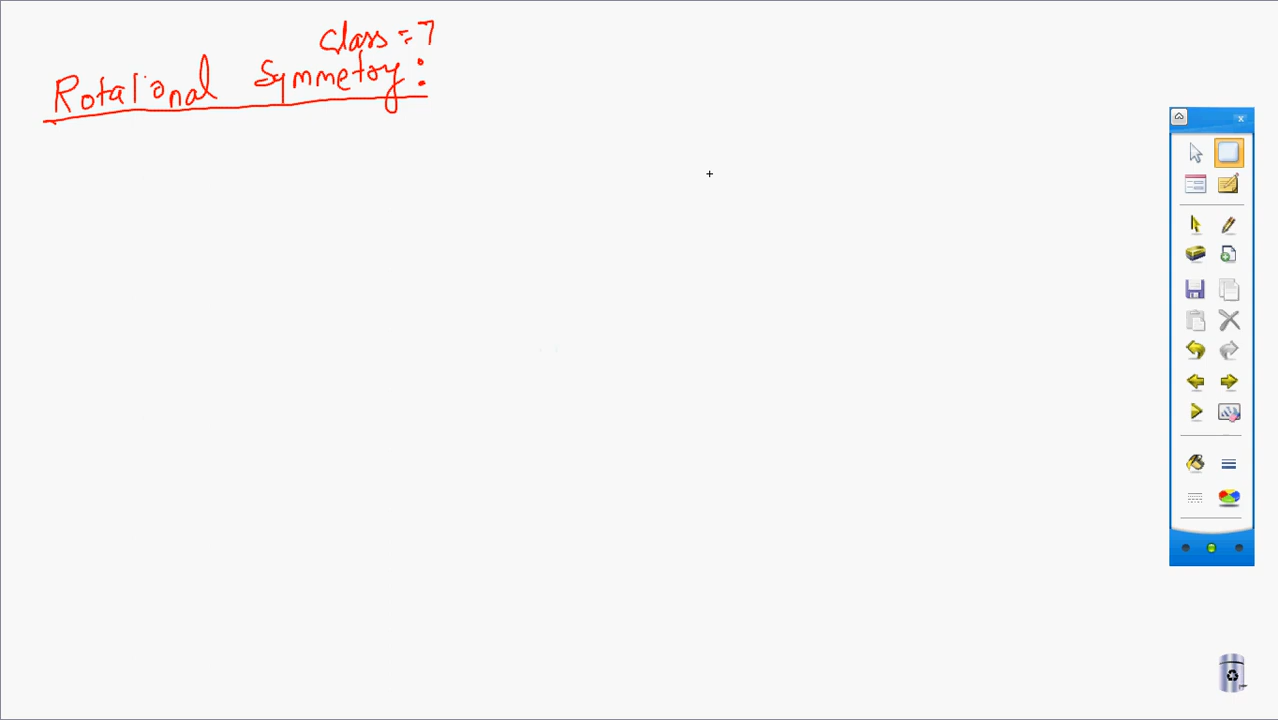 Class = 7
Rotational Symmetry :